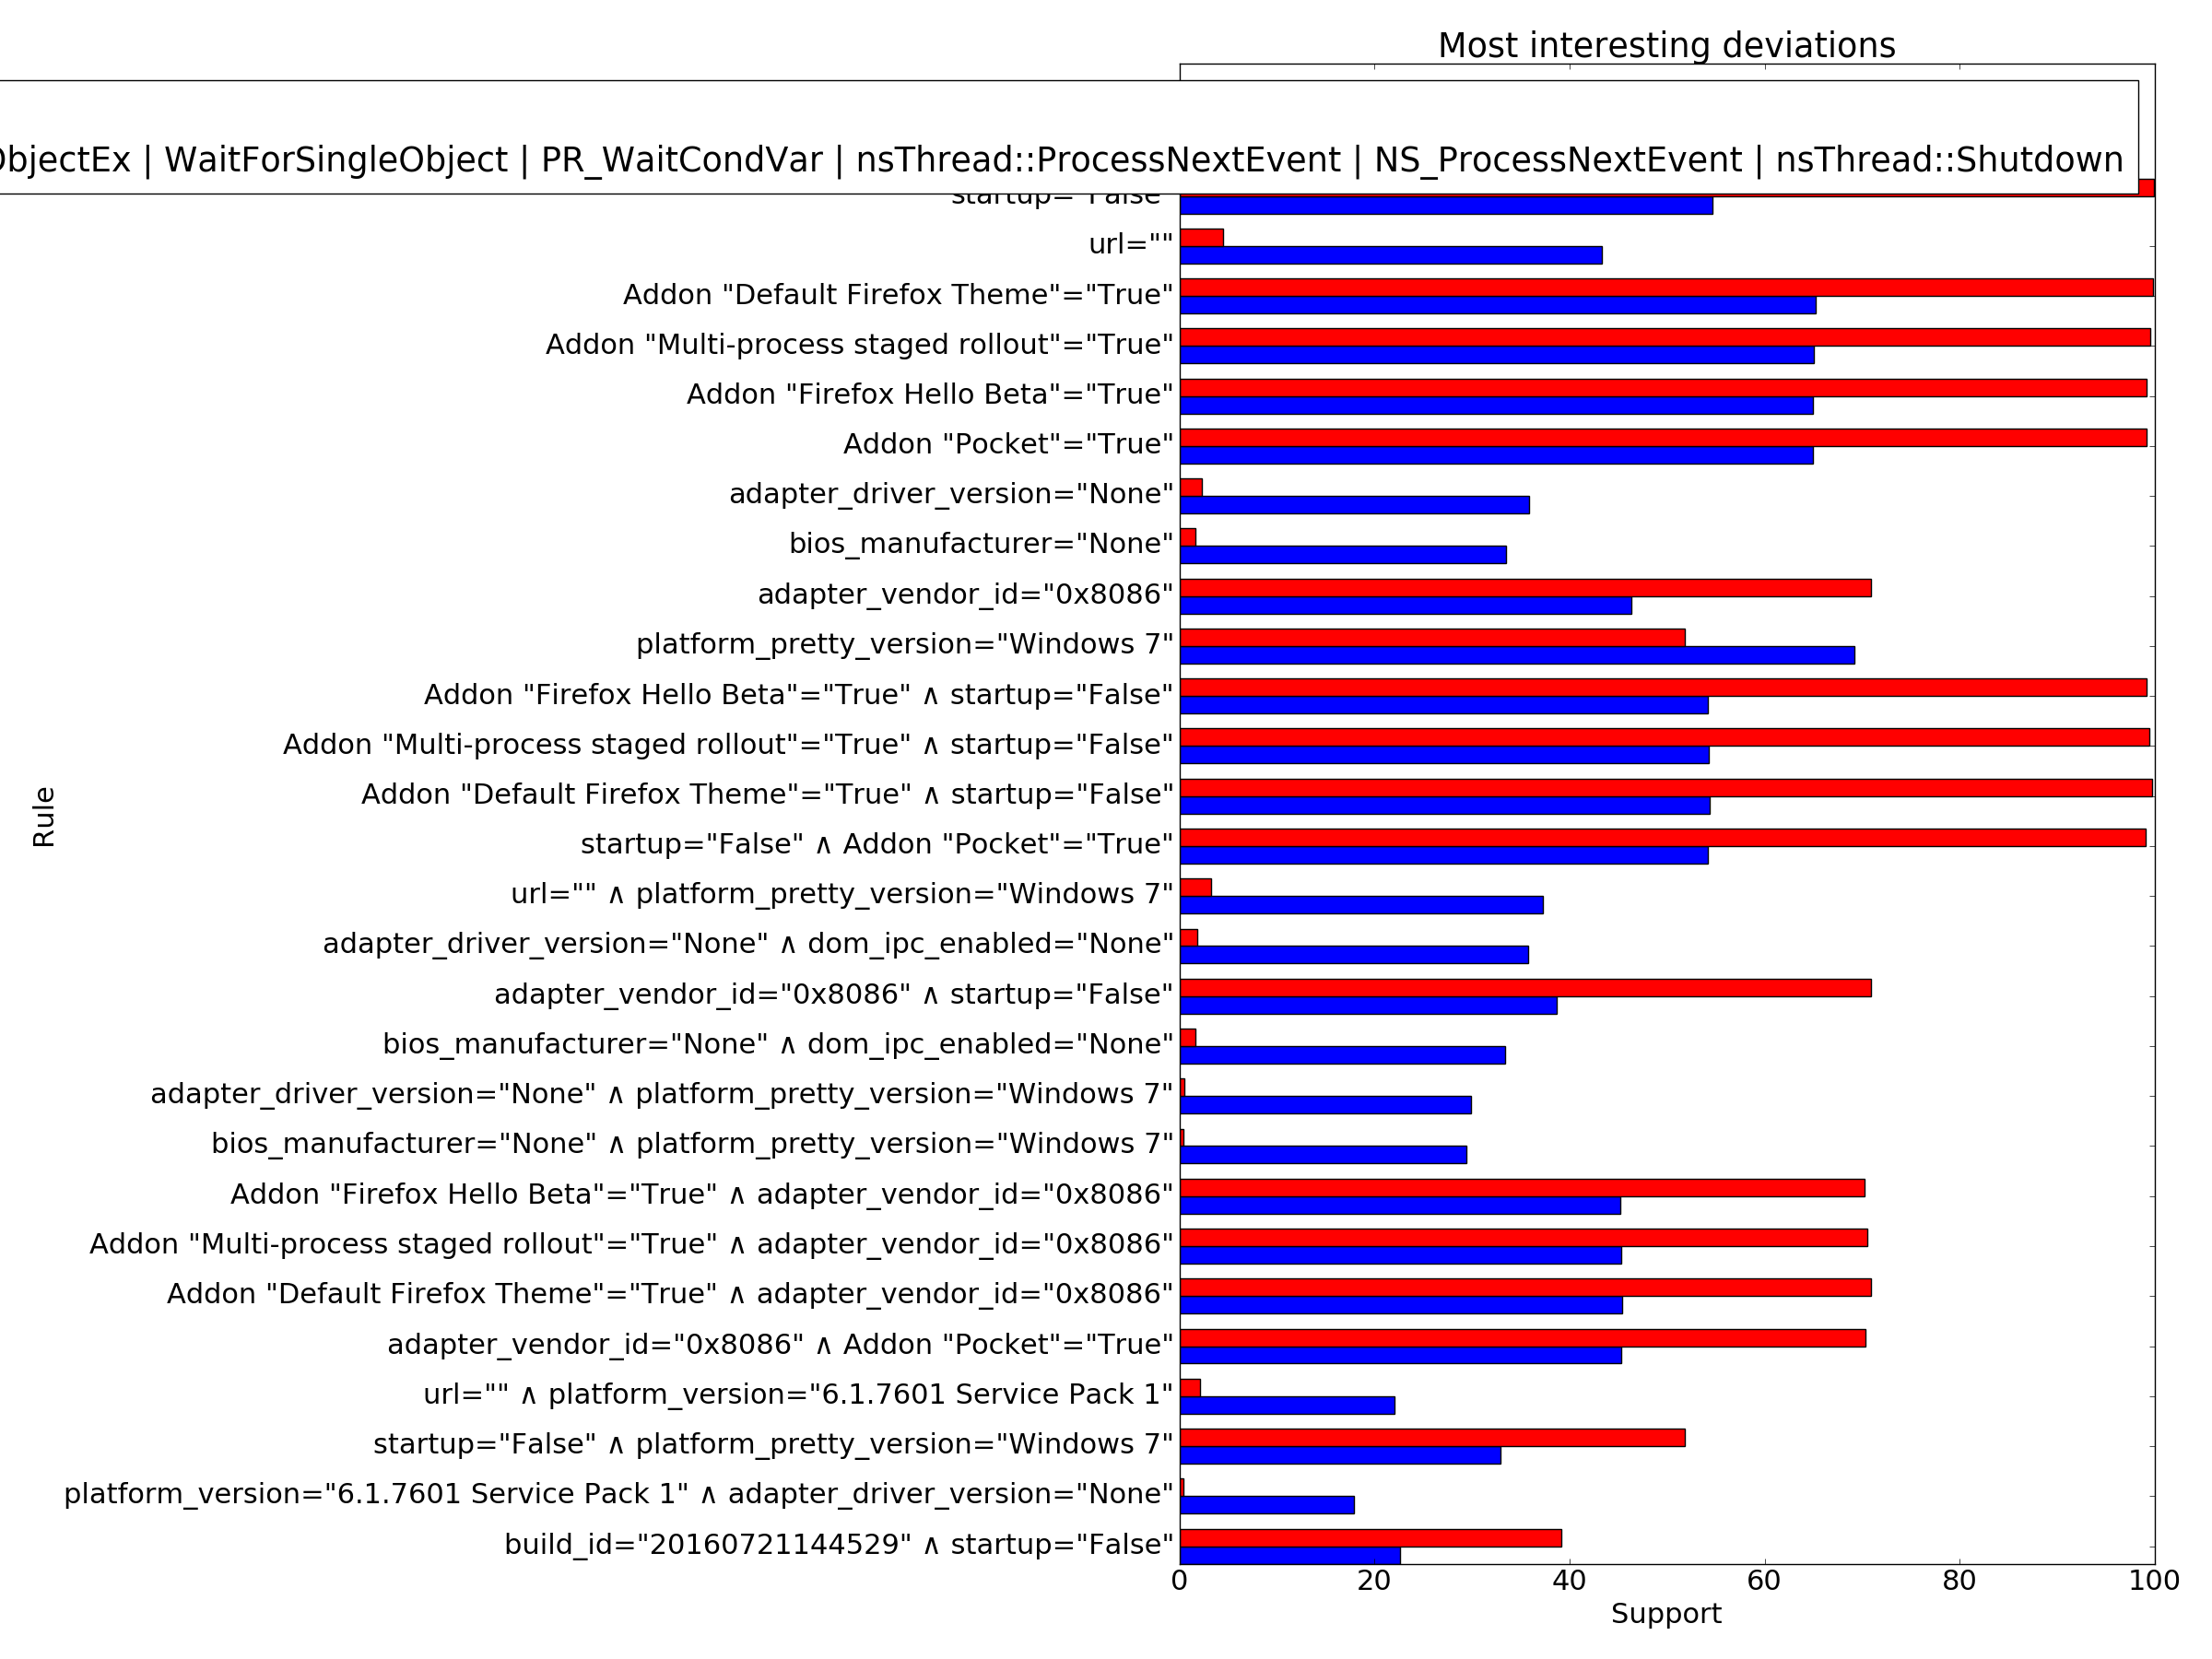 Most interesting deviations
bjectEx | WaitForSingleObject | PR_WaitCondVar | nsThread::ProcessNextEvent | NS_ProcessNextEvent | nsThread::Shutdown
startup="False"
url=""
Addon "Default Firefox Theme"="True"
Addon "Multi-process staged rollout"="True"
Addon "Firefox Hello Beta"="True"
Addon "Pocket"="True"
adapter_driver_version="None"
bios_manufacturer="None"
adapter_vendor_id="0x8086"
platform_pretty_version="Windows 7"
Addon "Firefox Hello Beta"="True" ∧ startup="False"
Addon "Multi-process staged rollout"="True" ∧ startup="False"
Addon "Default Firefox Theme"="True" ∧ startup="False"
startup="False" ∧ Addon "Pocket"="True"
url="" ∧ platform_pretty_version="Windows 7"
adapter_driver_version="None" ∧ dom_ipc_enabled="None"
adapter_vendor_id="0x8086" ∧ startup="False"
bios_manufacturer="None" ∧ dom_ipc_enabled="None"
adapter_driver_version="None" ∧ platform_pretty_version="Windows 7"
bios_manufacturer="None" ∧ platform_pretty_version="Windows 7"
Addon "Firefox Hello Beta"="True" ∧ adapter_vendor_id="0x8086"
Addon "Multi-process staged rollout"="True" ∧ adapter_vendor_id="0x8086"
Addon "Default Firefox Theme"="True" ∧ adapter_vendor_id="0x8086"
adapter_vendor_id="0x8086" ∧ Addon "Pocket"="True"
url="" ∧ platform_version="6.1.7601 Service Pack 1"
startup="False" ∧ platform_pretty_version="Windows 7"
platform_version="6.1.7601 Service Pack 1" ∧ adapter_driver_version="None"
build_id="20160721144529" ∧ startup="False"
Rule
0 20 40 60 80 100
Support